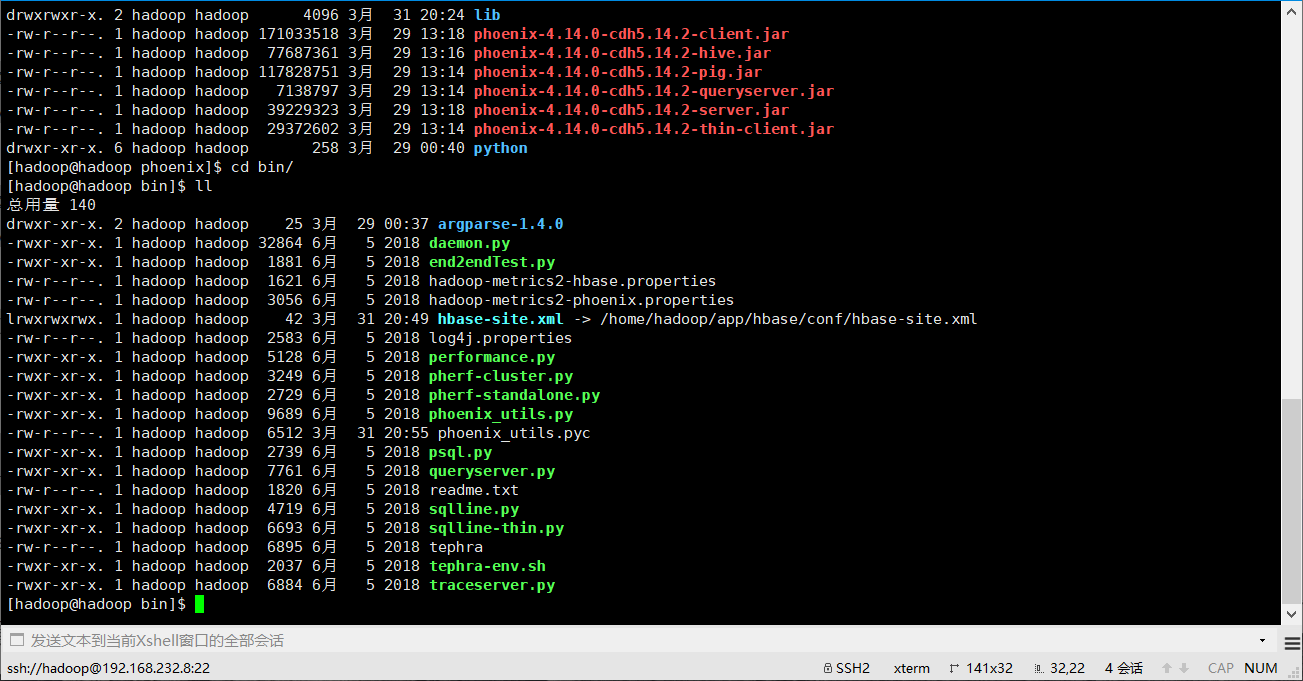 drwxrwxr-x. 2 hadoop hadoop      4096 3月  31 20:24 lib
-rw-r--r--. 1 hadoop hadoop 171033518 3月  29 13:18 phoenix-4.14.0-cdh5.14.2-client.jar
-rw-r--r--. 1 hadoop hadoop  77687361 3月  29 13:16 phoenix-4.14.0-cdh5.14.2-hive.jar
-rw-r--r--. 1 hadoop hadoop 117828751 3月  29 13:14 phoenix-4.14.0-cdh5.14.2-pig.jar
-rw-r--r--. 1 hadoop hadoop   7138797 3月  29 13:14 phoenix-4.14.0-cdh5.14.2-queryserver.jar
-rw-r--r--. 1 hadoop hadoop  39229323 3月  29 13:18 phoenix-4.14.0-cdh5.14.2-server.jar
-rw-r--r--. 1 hadoop hadoop  29372602 3月  29 13:14 phoenix-4.14.0-cdh5.14.2-thin-client.jar
drwxr-xr-x. 6 hadoop hadoop       258 3月  29 00:40 python
[hadoop@hadoop phoenix]$ cd bin/
[hadoop@hadoop bin]$ ll
总用量 140
drwxr-xr-x. 2 hadoop hadoop    25 3月  29 00:37 argparse-1.4.0
-rwxr-xr-x. 1 hadoop hadoop 32864 6月   5 2018 daemon.py
-rwxr-xr-x. 1 hadoop hadoop  1881 6月   5 2018 end2endTest.py
-rw-r--r--. 1 hadoop hadoop  1621 6月   5 2018 hadoop-metrics2-hbase.properties
-rw-r--r--. 1 hadoop hadoop  3056 6月   5 2018 hadoop-metrics2-phoenix.properties
lrwxrwxrwx. 1 hadoop hadoop    42 3月  31 20:49 hbase-site.xml -> /home/hadoop/app/hbase/conf/hbase-site.xml
-rw-r--r--. 1 hadoop hadoop  2583 6月   5 2018 log4j.properties
-rwxr-xr-x. 1 hadoop hadoop  5128 6月   5 2018 performance.py
-rwxr-xr-x. 1 hadoop hadoop  3249 6月   5 2018 pherf-cluster.py
-rwxr-xr-x. 1 hadoop hadoop  2729 6月   5 2018 pherf-standalone.py
-rwxr-xr-x. 1 hadoop hadoop  9689 6月   5 2018 phoenix_utils.py
-rw-r--r--. 1 hadoop hadoop  6512 3月  31 20:55 phoenix_utils.pyc
-rwxr-xr-x. 1 hadoop hadoop  2739 6月   5 2018 psql.py
-rwxr-xr-x. 1 hadoop hadoop  7761 6月   5 2018 queryserver.py
-rw-r--r--. 1 hadoop hadoop  1820 6月   5 2018 readme.txt
-rwxr-xr-x. 1 hadoop hadoop  4719 6月   5 2018 sqlline.py
-rwxr-xr-x. 1 hadoop hadoop  6693 6月   5 2018 sqlline-thin.py
-rw-r--r--. 1 hadoop hadoop  6895 6月   5 2018 tephra
-rwxr-xr-x. 1 hadoop hadoop  2037 6月   5 2018 tephra-env.sh
-rwxr-xr-x. 1 hadoop hadoop  6884 6月   5 2018 traceserver.py
[hadoop@hadoop bin]$
发送文本到当前Xshell窗口的全部会话
ssh://hadoop@192.168.232.8:22 SSH2 xterm 141x32 32,22 4 会话 CAP NUM